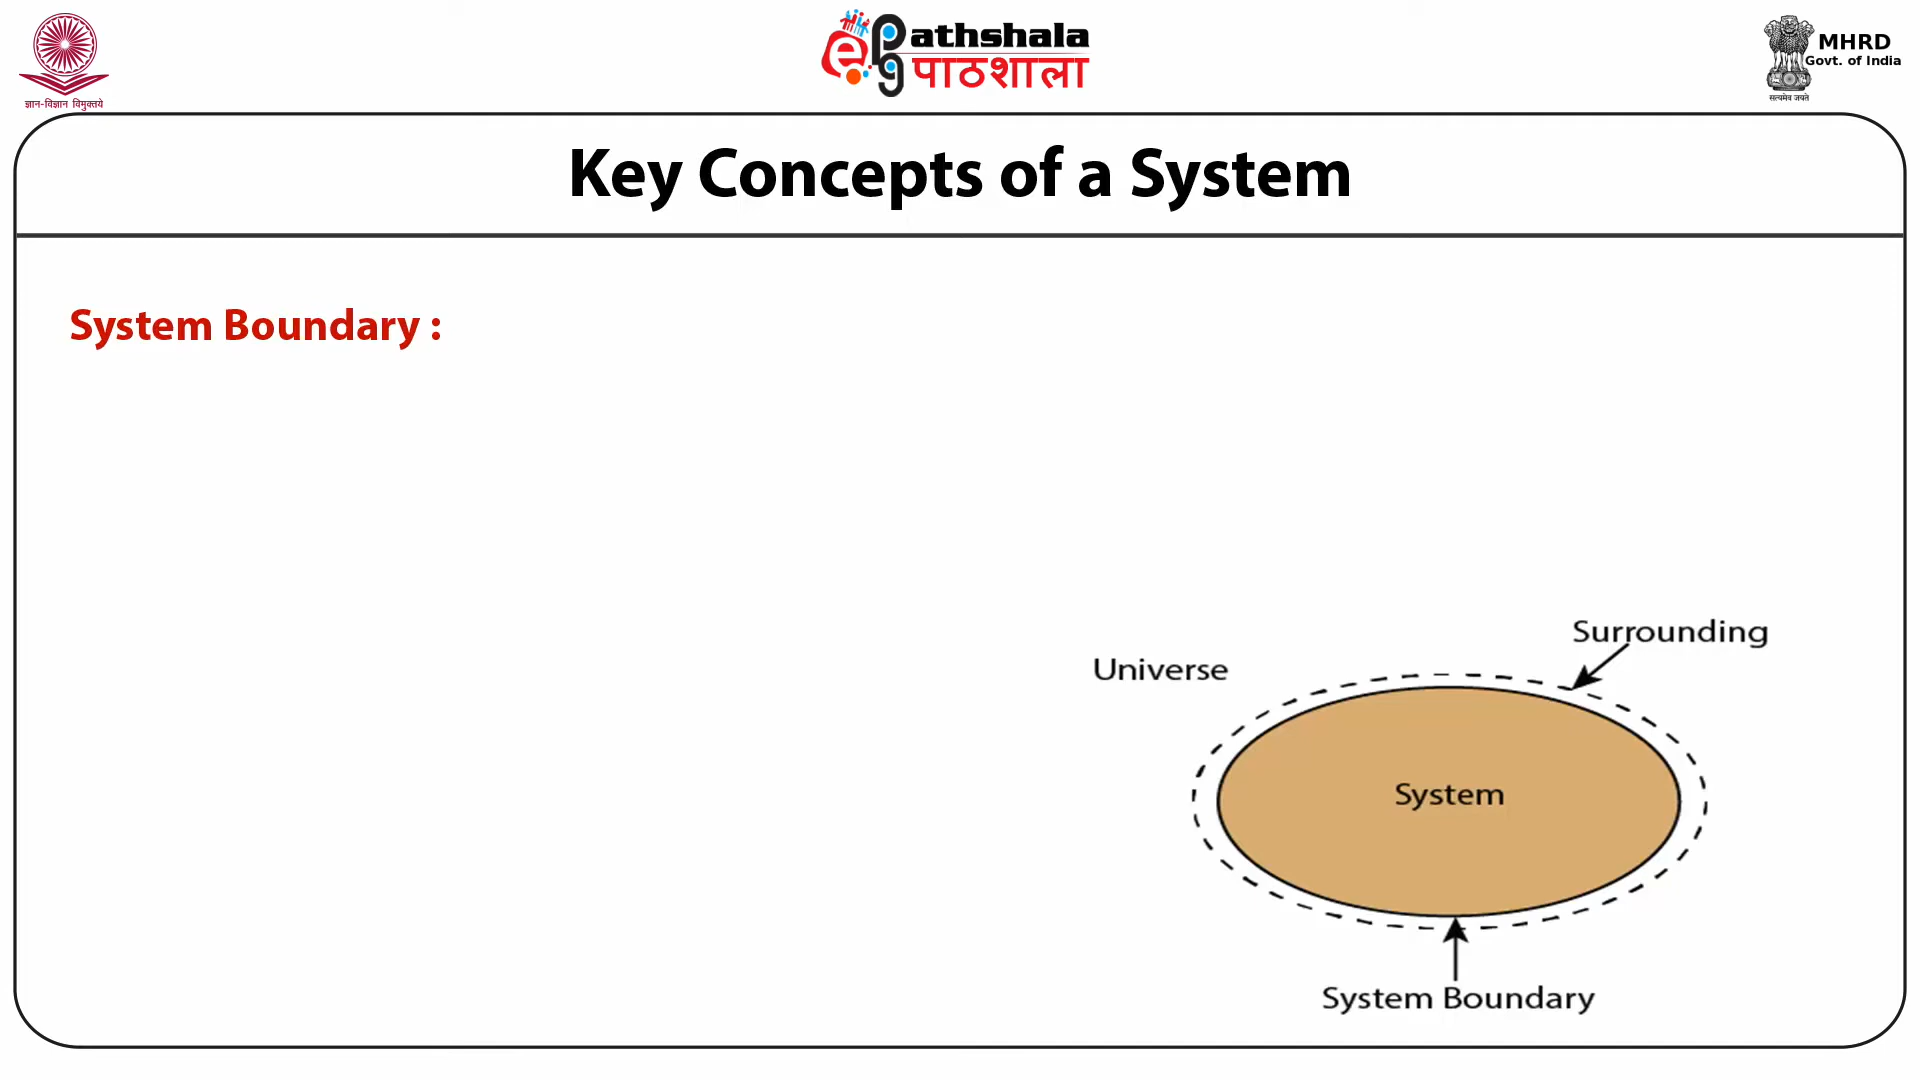 ज्ञान-विज्ञान विमुक्तये
ePathshala
पाठशाला
MHRD
Govt. of India
सत्यमेव जयते
Key Concepts of a System
System Boundary :
Surrounding
Universe
System
System Boundary